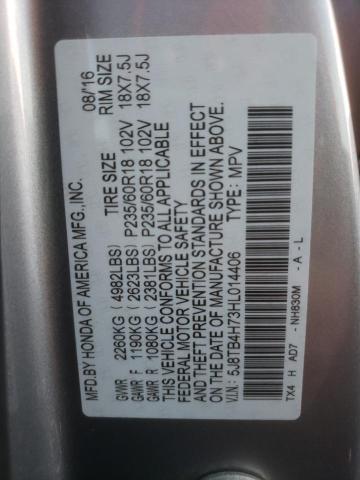 MFD.BY HONDA OF AMERICA MFG.,INC. 08/16
TIRE SIZE RIM SIZE
GVWR 2260KG (4982LBS)
GAWR F 1190KG (2623LBS) P235/60R18 102V 18X7.5J
GAWR R 1080KG (2381LBS) P235/60R18 102V 18X7.5J
THIS VEHICLE CONFORMS TO ALL APPLICABLE
FEDERAL MOTOR VEHICLE SAFETY
AND THEFT PREVENTION STANDARDS IN EFFECT
ON THE DATE OF MANUFACTURE SHOWN ABOVE.
V.I.N.: 5J8TB4H73HL014406 MPV
TX4 H AD7 - NH830M - A - L